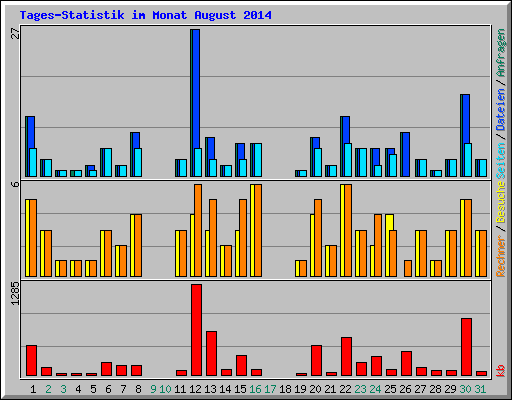 Tages-Statistik im Monat August 2014
27
6
1285
Rechner / Besuche Seiten / Dateien / Anfragen
kb
1 2 3 4 5 6 7 8 9 10 11 12 13 14 15 16 17 18 19 20 21 22 23 24 25 26 27 28 29 30 31